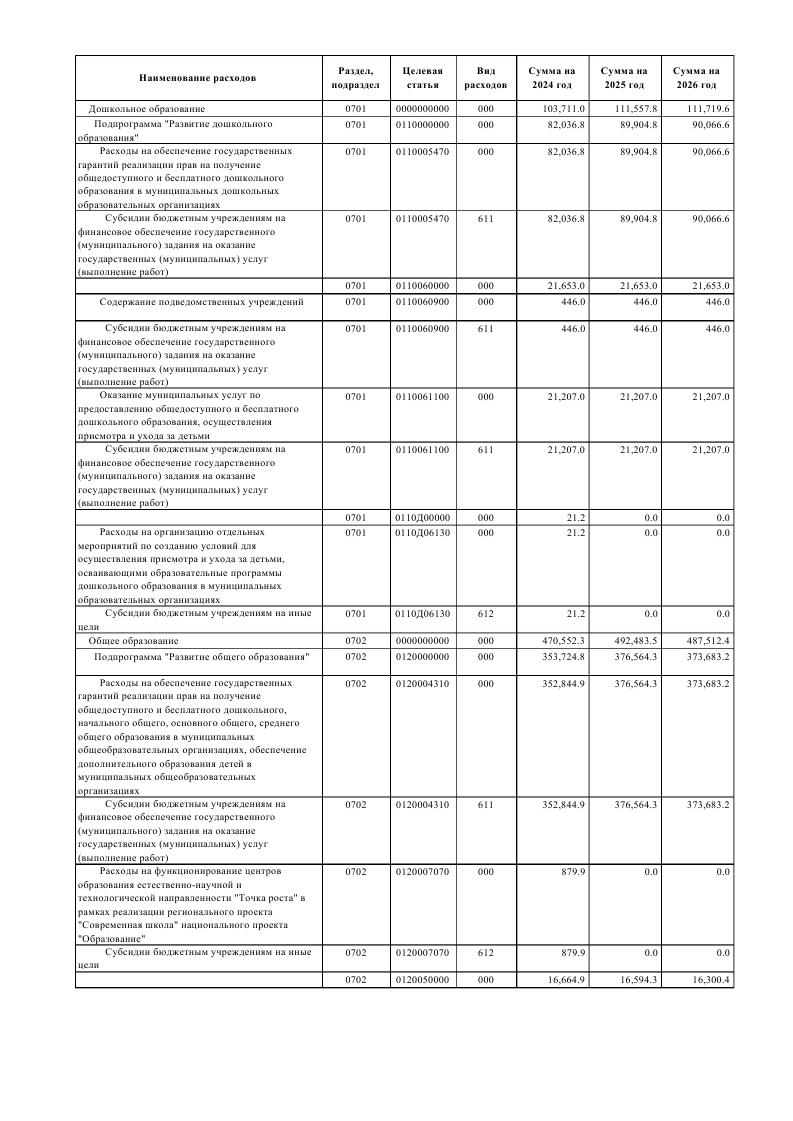 Наименование расходов Раздел, подраздел Целевая статья Вид расходов Сумма на 2024 год Сумма на 2025 год Сумма на 2026 год
Дошкольное образование 0701 0000000000 000 103,711.0 111,557.8 111,719.6
Подпрограмма "Развитие дошкольного 0701 0110000000 000 82,036.8 89,904.8 90,066.6
образования"
Расходы на обеспечение государственных 0701 0110005470 000 82,036.8 89,904.8 90,066.6
гарантий реализации прав на получение
общедоступного и бесплатного дошкольного
образования в муниципальных дошкольных
образовательных организациях
Субсидии бюджетным учреждениям на 0701 0110005470 611 82,036.8 89,904.8 90,066.6
финансовое обеспечение государственного
(муниципального) задания на оказание
государственных (муниципальных) услуг
(выполнение работ)
0701 0110060000 000 21,653.0 21,653.0 21,653.0
Содержание подведомственных учреждений 0701 0110060900 000 446.0 446.0 446.0
Субсидии бюджетным учреждениям на 0701 0110060900 611 446.0 446.0 446.0
финансовое обеспечение государственного
(муниципального) задания на оказание
государственных (муниципальных) услуг
(выполнение работ)
Оказание муниципальных услуг по 0701 0110061100 000 21,207.0 21,207.0 21,207.0
предоставлению общедоступного и бесплатного
дошкольного образования, осуществления
присмотра и ухода за детьми
Субсидии бюджетным учреждениям на 0701 0110061100 611 21,207.0 21,207.0 21,207.0
финансовое обеспечение государственного
(муниципального) задания на оказание
государственных (муниципальных) услуг
(выполнение работ)
0701 0110Д00000 000 21.2 0.0 0.0
Расходы на организацию отдельных 0701 0110Д06130 000 21.2 0.0 0.0
мероприятий по созданию условий для
осуществления присмотра и ухода за детьми,
осваивающими образовательные программы
дошкольного образования в муниципальных
образовательных организациях
Субсидии бюджетным учреждениям на иные 0701 0110Д06130 612 21.2 0.0 0.0
цели
Общее образование 0702 0000000000 000 470,552.3 492,483.5 487,512.4
Подпрограмма "Развитие общего образования" 0702 0120000000 000 353,724.8 376,564.3 373,683.2
Расходы на обеспечение государственных 0702 0120004310 000 352,844.9 376,564.3 373,683.2
гарантий реализации прав на получение
общедоступного и бесплатного дошкольного,
начального общего, основного общего, среднего
общего образования в муниципальных
общеобразовательных организациях, обеспечение
дополнительного образования детей в
муниципальных общеобразовательных
организациях
Субсидии бюджетным учреждениям на 0702 0120004310 611 352,844.9 376,564.3 373,683.2
финансовое обеспечение государственного
(муниципального) задания на оказание
государственных (муниципальных) услуг
(выполнение работ)
Расходы на функционирование центров 0702 0120007070 000 879.9 0.0 0.0
образования естественно-научной и
технологической направленности "Точка роста" в
рамках реализации регионального проекта
"Современная школа" национального проекта
"Образование"
Субсидии бюджетным учреждениям на иные 0702 0120007070 612 879.9 0.0 0.0
цели
0702 0120050000 000 16,664.9 16,594.3 16,300.4